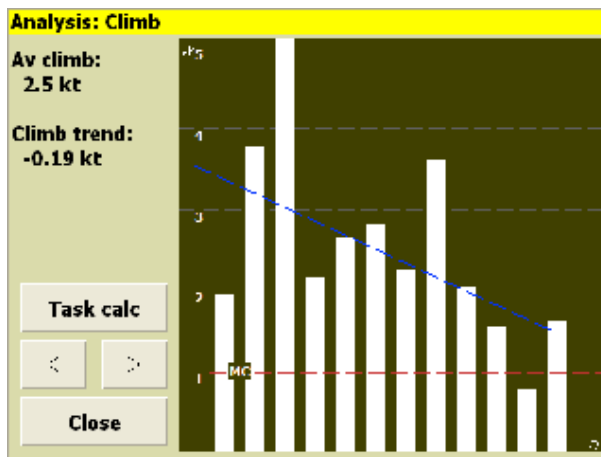 Analysis: Climb
Av climb:
2.5 kt
Climb trend:
-0.19 kt
5
4
3
2
1
MC
Task calc
<
>
Close